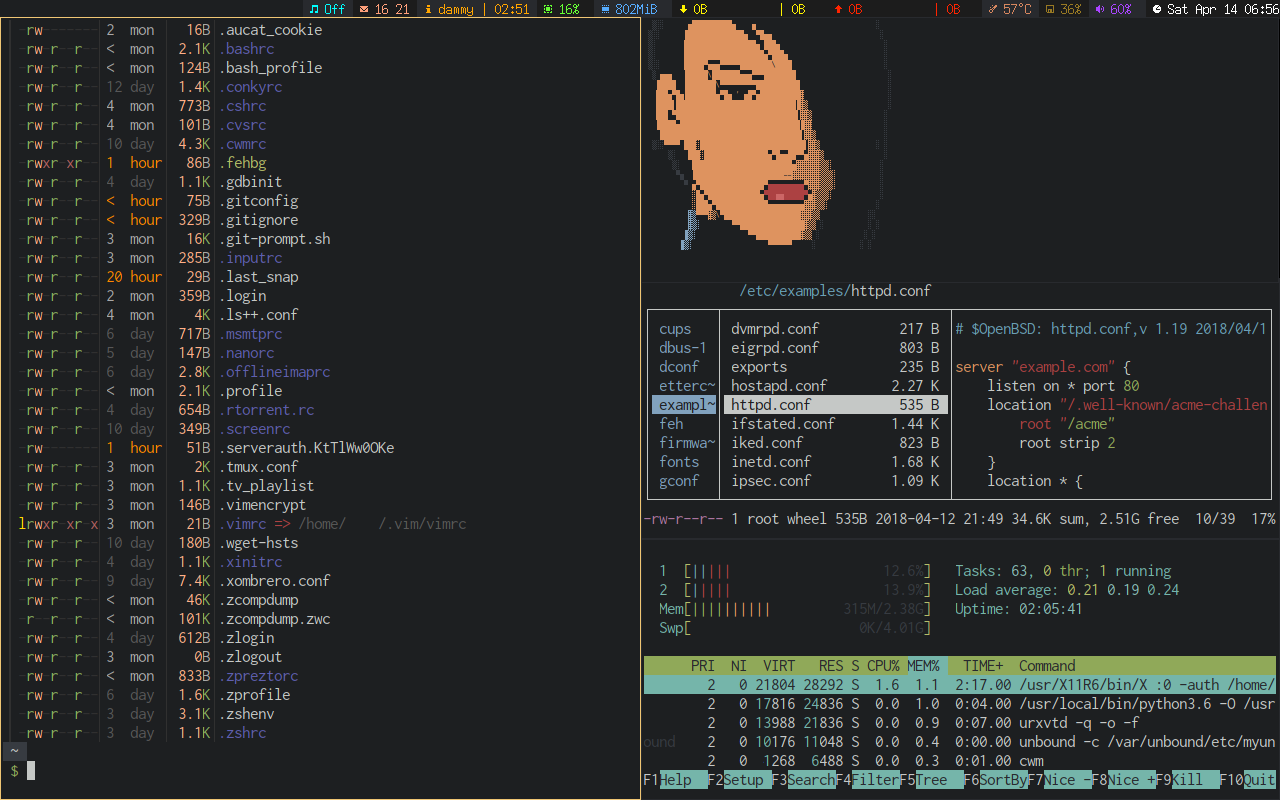 Off 16 21 dammy | 02:51 16% 802MiB 0B | 0B 0B | 0B 57°C 36% 60% Sat Apr 14 06:56
rw 2 mon 16B .aucat_cookie
rw r r < mon 2.1K .bashrc
rw r r < mon 124B .bash_profile
rw r r 12 day 1.4K .conkyrc
rw r r 4 mon 773B .cshrc
rw r r 4 mon 101B .cvsrc
rw r r 10 day 4.3K .cwmrc
rwxr xr 1 hour 86B .fehbg
rw r r 4 day 1.1K .gdbinit
rw r r < hour 75B .gitconfig
rw r r < hour 329B .gitignore
rw r r 3 mon 16K .git-prompt.sh
rw r r 3 mon 285B .inputrc
rw r r 20 hour 29B .last_snap
rw r r 2 mon 359B .login
rw r r 4 mon 4K .ls++.conf
rw r r 6 day 717B .msmtprc
rw r r 5 day 147B .nanorc
rw r r 6 day 2.8K .offlineimaprc
rw r r < mon 2.1K .profile
rw r r 4 day 654B .rtorrent.rc
rw r r 10 day 349B .screenrc
rw 1 hour 51B .serverauth.KtTlWw0OKe
rw r r 3 mon 2K .tmux.conf
rw r r 3 mon 1.1K .tv_playlist
rw r r 3 mon 146B .vimencrypt
lrwxr xr x 3 mon 21B .vimrc => /home/ /.vim/vimrc
rw r r 10 day 180B .wget-hsts
rw r r 4 day 1.1K .xinitrc
rw r r 9 day 7.4K .xombrero.conf
rw r r < mon 46K .zcompdump
r r r < mon 101K .zcompdump.zwc
rw r r 4 day 612B .zlogin
rw r r 3 mon 0B .zlogout
rw r r < mon 833B .zpreztorc
rw r r 6 day 1.6K .zprofile
rw r r 3 day 3.1K .zshenv
rw r r 3 day 1.1K .zshrc
~
$
/etc/examples/httpd.conf
cups dvmrpd.conf 217 B # $OpenBSD: httpd.conf,v 1.19 2018/04/1
dbus-1 eigrpd.conf 803 B
dconf exports 235 B server "example.com" {
etterc~ hostapd.conf 2.27 K listen on * port 80
exampl~ httpd.conf 535 B location "/.well-known/acme-challen
feh ifstated.conf 1.44 K root "/acme"
firmwa~ iked.conf 823 B root strip 2
fonts inetd.conf 1.68 K }
gconf ipsec.conf 1.09 K location * {
-rw-r--r-- 1 root wheel 535B 2018-04-12 21:49 34.6K sum, 2.51G free 10/39 17%
1 [||||| 12.6%] Tasks: 63, 0 thr; 1 running
2 [||||| 13.9%] Load average: 0.21 0.19 0.24
Mem[|||||||||| 315M/2.38G] Uptime: 02:05:41
Swp[ 0K/4.01G]
PRI NI VIRT RES S CPU% MEM% TIME+ Command
2 0 21804 28292 S 1.6 1.1 2:17.00 /usr/X11R6/bin/X :0 -auth /home/
2 0 17816 24836 S 0.0 1.0 0:04.00 /usr/local/bin/python3.6 -O /usr
2 0 13988 21836 S 0.0 0.9 0:07.00 urxvtd -q -o -f
ound 2 0 10176 11048 S 0.0 0.4 0:00.00 unbound -c /var/unbound/etc/myun
2 0 1268 6488 S 0.0 0.3 0:01.00 cwm
F1Help F2Setup F3SearchF4FilterF5Tree F6SortByF7Nice -F8Nice +F9Kill F10Quit